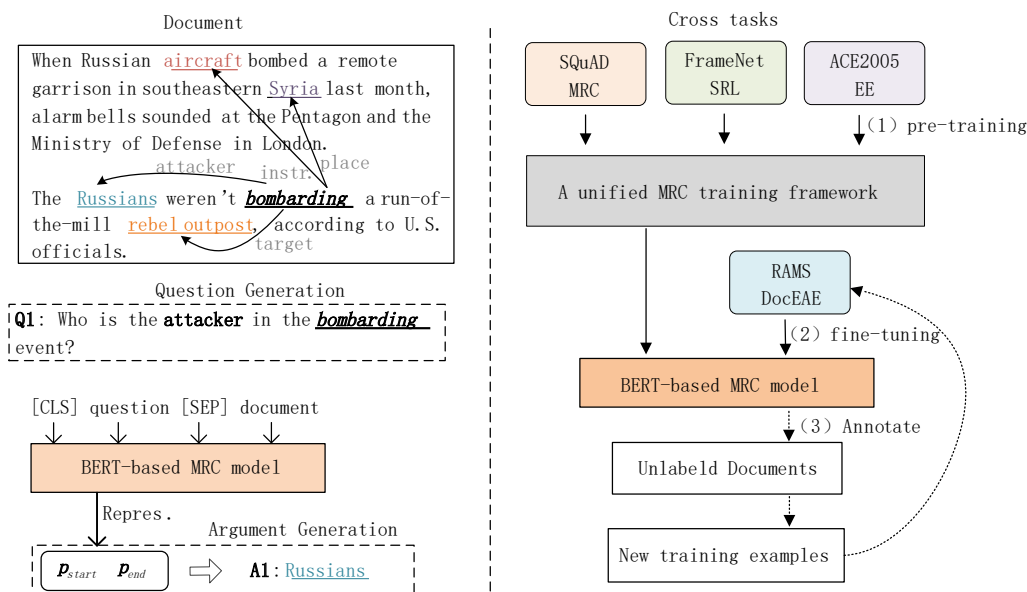 Document
When Russian aircraft bombed a remote
garrison in southeastern Syria last month,
alarm bells sounded at the Pentagon and the
Ministry of Defense in London.
attacker
instr.
place
The Russians weren't bombarding a run-of-
the-mill rebel outpost, according to U.S.
officials.
target
Question Generation
Q1: Who is the attacker in the bombarding
event?
[CLS] question [SEP] document
BERT-based MRC model
Repres.
Argument Generation
Pstart Pend
A1: Russians
Cross tasks
SQuAD
MRC
FrameNet
SRL
ACE2005
EE
(1) pre-training
A unified MRC training framework
RAMS
DocEAE
(2) fine-tuning
BERT-based MRC model
(3) Annotate
Unlabeld Documents
New training examples